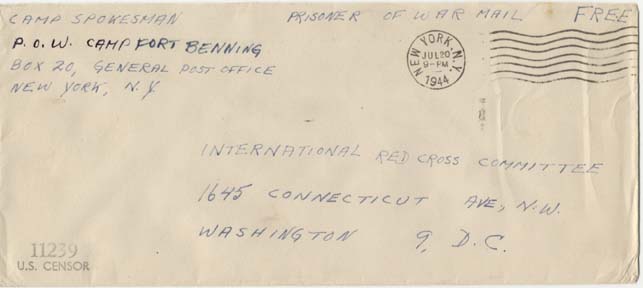 CAMP SPOKESMAN
PRISONER OF WAR MAIL
FREE
P.O.W. CAMP FORT BENNING
BOX 20, GENERAL POST OFFICE
NEW YORK, N.Y
NEW YORK, N.Y.
JUL 20
9-PM
1944
INTERNATIONAL RED CROSS COMMITTEE
1645 CONNECTICUT AVE, N.W.
WASHINGTON 9, D.C.
11239
U.S. CENSOR